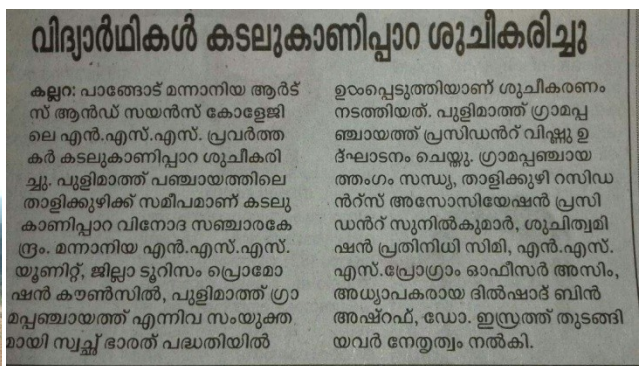 വിദ്യാർഥികൾ കടലുകാണിപ്പാറ ശുചീകരിച്ചു
കല്ലറ: പാങ്ങോട് മന്നാനിയ ആർട്
സ് ആൻഡ് സയൻസ് കോളേജി
ലെ എൻ.എസ്.എസ്. പ്രവർത്ത
കർ കടലുകാണിപ്പാറ ശുചീകരി
ച്ചു. പുളിമാത്ത് പഞ്ചായത്തിലെ
താളിക്കുഴിക്ക് സമീപമാണ് കടലു
കാണിപ്പാറ വിനോദ സഞ്ചാരകേ
ന്ദ്രം. മന്നാനിയ എൻ.എസ്.എസ്.
യൂണിറ്റ്, ജില്ലാ ടൂറിസം പ്രൊമോ
ഷൻ കൗൺസിൽ, പുളിമാത്ത് ഗ്രാ
മപ്പഞ്ചായത്ത് എന്നിവ സംയുക്ത
മായി സ്വച്ഛ് ഭാരത് പദ്ധതിയിൽ
ഉൾപ്പെടുത്തിയാണ് ശുചീകരണം
നടത്തിയത്. പുളിമാത്ത് ഗ്രാമപ്പ
ഞ്ചായത്ത് പ്രസിഡൻറ് വിഷ്ണു ഉ
ദ്ഘാടനം ചെയ്തു. ഗ്രാമപ്പഞ്ചായ
ത്തംഗം സന്ധ്യ, താളിക്കുഴി റസിഡ
ൻറ്സ് അസോസിയേഷൻ പ്രസി
ഡൻറ് സുനിൽകുമാർ, ശുചിത്വമി
ഷൻ പ്രതിനിധി സിമി, എൻ.എസ്.
എസ്.പ്രോഗ്രാം ഓഫീസർ അസിം,
അധ്യാപകരായ ദിൽഷാദ് ബിൻ
അഷ്റഫ്, ഡോ. ഇസ്രത്ത് തുടങ്ങി
യവർ നേതൃത്വം നൽകി.